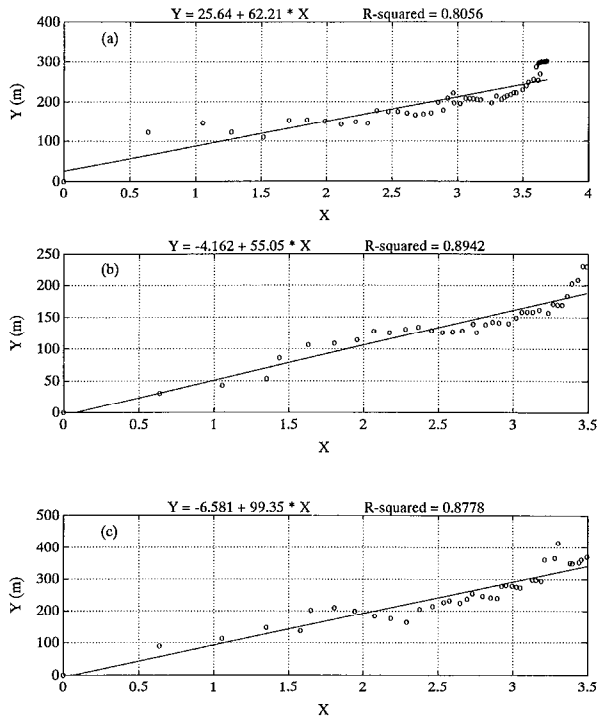 Y = 25.64 + 62.21 * X R-squared = 0.8056
400
(a)
300
Y (m)
200
100
0
0 0.5 1 1.5 2 2.5 3 3.5 4
X
Y = -4.162 + 55.05 * X R-squared = 0.8942
250
(b)
200
150
Y (m)
100
50
0
0 0.5 1 1.5 2 2.5 3 3.5
X
Y = -6.581 + 99.35 * X R-squared = 0.8778
500
(c)
400
300
Y (m)
200
100
0
0 0.5 1 1.5 2 2.5 3 3.5
X